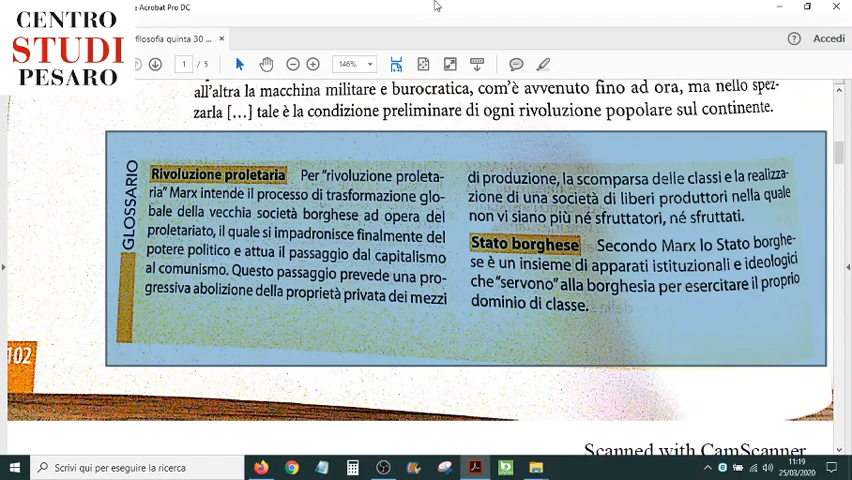 CENTRO
STUDI
PESARO
Acrobat Pro DC
filosofia quinta 30 ...
1 / 5
146%
Accedi
all'altra la macchina militare e burocratica, com'è avvenuto fino ad ora, ma nello spez-
zarla [...] tale è la condizione preliminare di ogni rivoluzione popolare sul continente.
GLOSSARIO
Rivoluzione proletaria Per “rivoluzione proleta-
ria” Marx intende il processo di trasformazione glo-
bale della vecchia società borghese ad opera del
proletariato, il quale si impadronisce finalmente del
potere politico e attua il passaggio dal capitalismo
al comunismo. Questo passaggio prevede una pro-
gressiva abolizione della proprietà privata dei mezzi
di produzione, la scomparsa delle classi e la realizza-
zione di una società di liberi produttori nella quale
non vi siano più né sfruttatori, né sfruttati.
Stato borghese Secondo Marx lo Stato borghe-
se è un insieme di apparati istituzionali e ideologici
che “servono” alla borghesia per esercitare il proprio
dominio di classe.
102
Scanned with CamScanner
Scrivi qui per eseguire la ricerca
11:19
25/03/2020